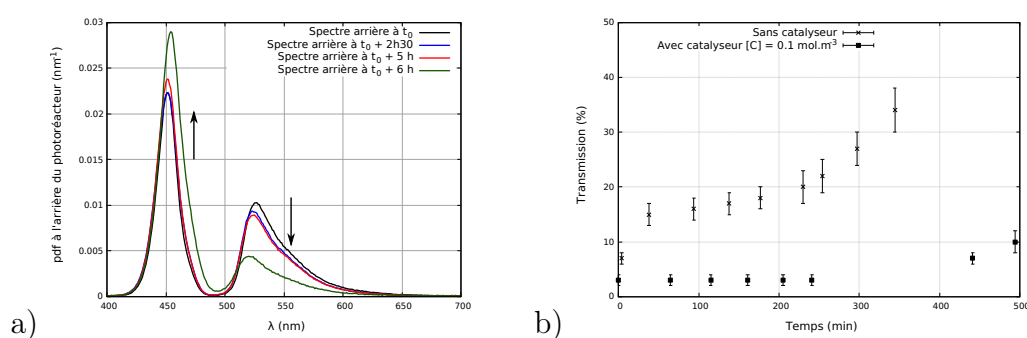 Spectre arrière à t0
Spectre arrière à t0 + 2h30
Spectre arrière à t0 + 5 h
Spectre arrière à t0 + 6 h
pdf à l'arrière du photoréacteur (nm-1)
0.03
0.025
0.02
0.015
0.01
0.005
0
400 450 500 550 600 650 700
λ (nm)
a)
Sans catalyseur
Avec catalyseur [C] = 0.1 mol.m-3
Transmission (%)
50
40
30
20
10
0
0 100 200 300 400 500
Temps (min)
b)